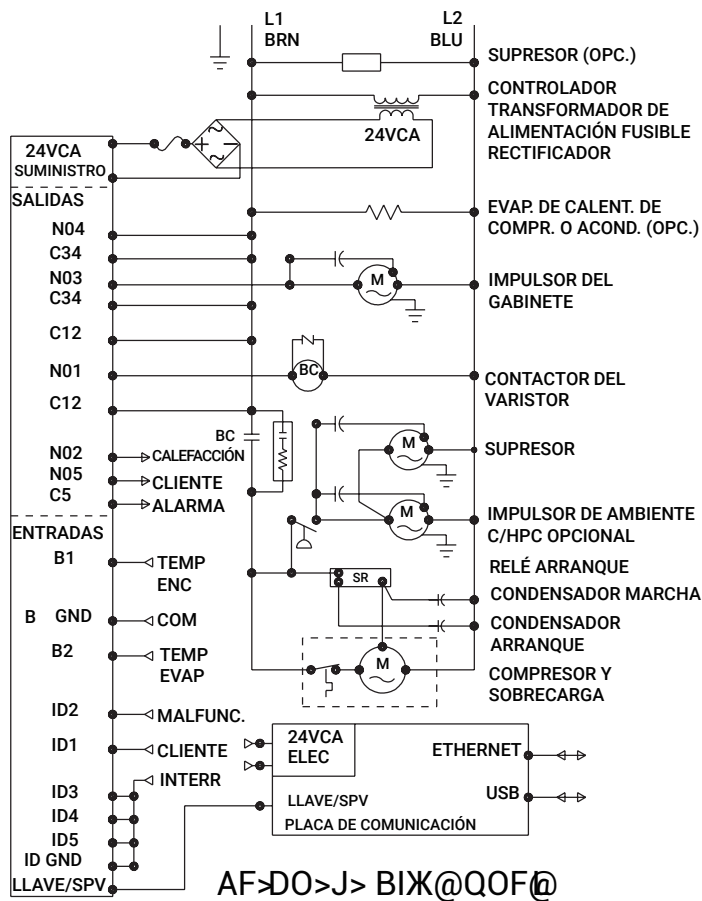 L1
BRN
L2
BLU
SUPRESOR (OPC.)
CONTROLADOR
TRANSFORMADOR DE
ALIMENTACIÓN FUSIBLE
RECTIFICADOR
24VCA
24VCA
SUMINISTRO
SALIDAS
N04
C34
N03
C34
C12
N01
C12
N02
N05
C5
CALEFACCIÓN
CLIENTE
ALARMA
EVAP. DE CALENT. DE
COMPR. O ACOND. (OPC.)
M
IMPULSOR DEL
GABINETE
BC
CONTACTOR DEL
VARISTOR
BC
M
SUPRESOR
M
IMPULSOR DE AMBIENTE
C/HPC OPCIONAL
RELÉ ARRANQUE
SR
CONDENSADOR MARCHA
CONDENSADOR
ARRANQUE
M
COMPRESOR Y
SOBRECARGA
ENTRADAS
B1
TEMP
ENC
B GND
COM
B2
TEMP
EVAP
ID2
MALFUNC.
ID1
CLIENTE
INTERR
ID3
ID4
ID5
ID GND
LLAVE/SPV
24VCA
ELEC
ETHERNET
USB
LLAVE/SPV
PLACA DE COMUNICACIÓN